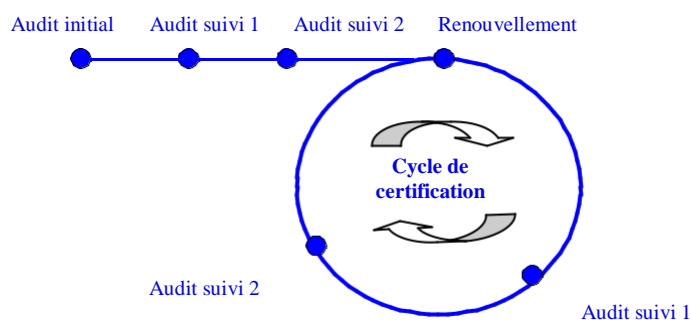 Audit initial
Audit suivi 1
Audit suivi 2
Renouvellement
Cycle de
certification
Audit suivi 2
Audit suivi 1